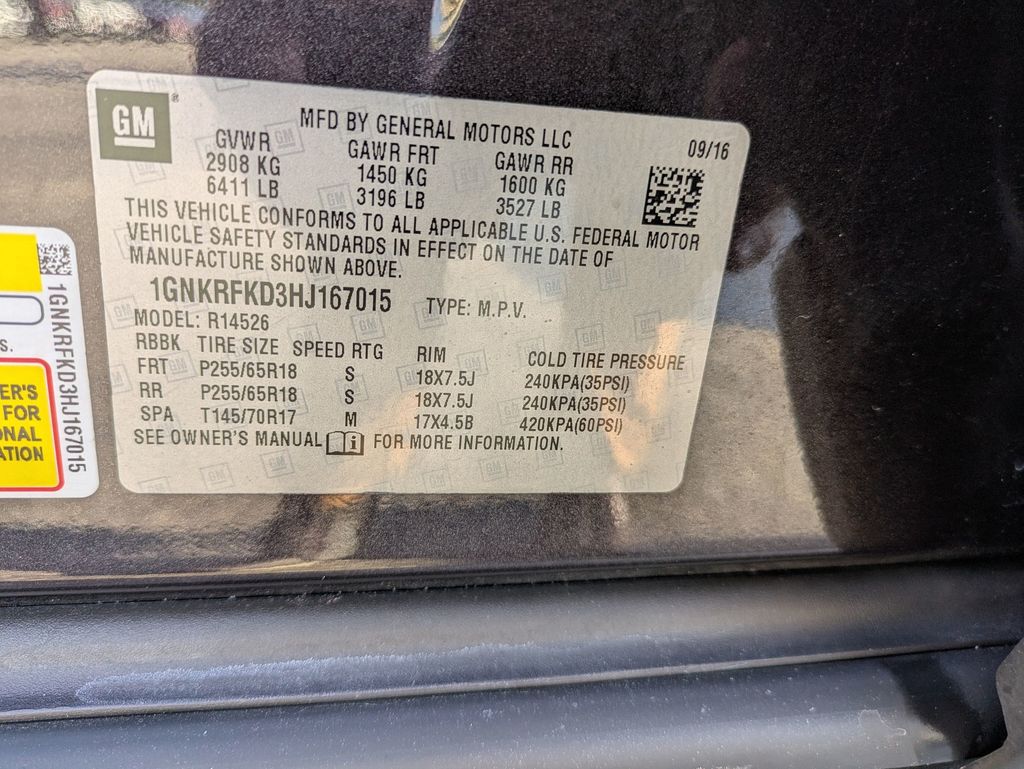 GM
MFD BY GENERAL MOTORS LLC
09/16
GVWR GAWR FRT GAWR RR
2908 KG 1450 KG 1600 KG
6411 LB 3196 LB 3527 LB
THIS VEHICLE CONFORMS TO ALL APPLICABLE U.S. FEDERAL MOTOR
VEHICLE SAFETY STANDARDS IN EFFECT ON THE DATE OF
MANUFACTURE SHOWN ABOVE.
1GNKRFKD3HJ167015 TYPE: M.P.V.
MODEL: R14526
RBBK TIRE SIZE SPEED RTG RIM COLD TIRE PRESSURE
FRT P255/65R18 S 18X7.5J 240KPA(35PSI)
RR P255/65R18 S 18X7.5J 240KPA(35PSI)
SPA T145/70R17 M 17X4.5B 420KPA(60PSI)
SEE OWNER'S MANUAL FOR MORE INFORMATION.
1GNKRFKD3HJ167015
S.
ER'S
FOR
ONAL
ATION